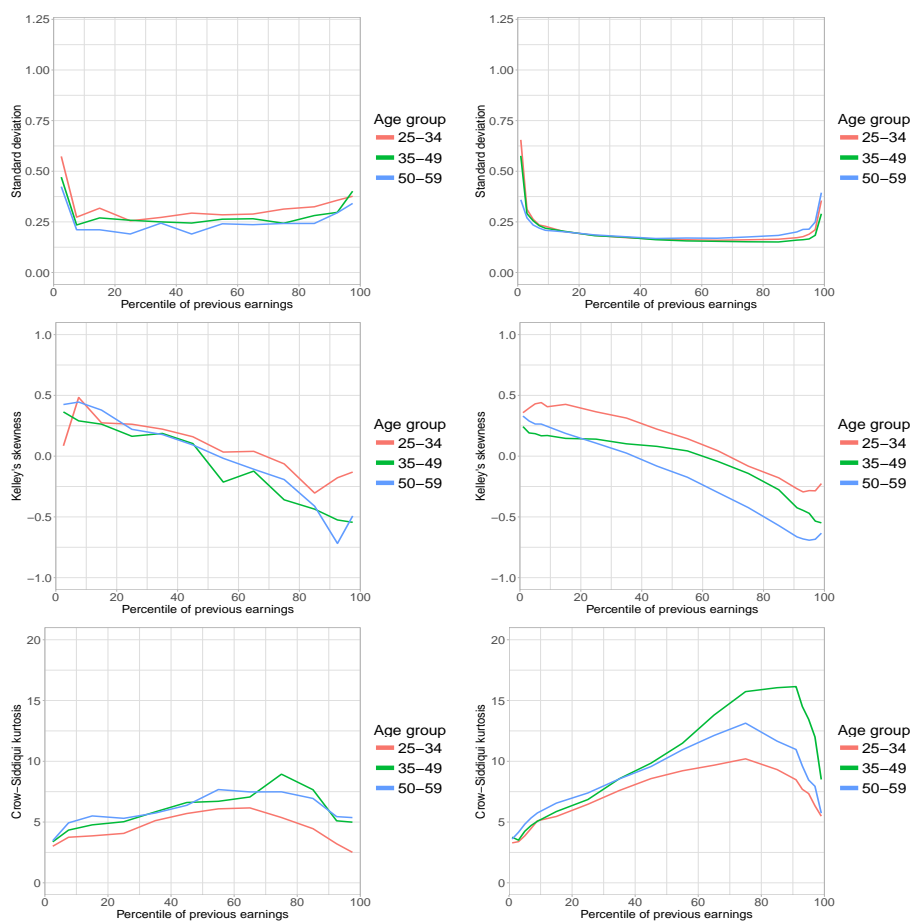 1.25
1.00
0.75
0.50
0.25
0.00
Standard deviation
0 20 40 60 80 100
Percentile of previous earnings
Age group
25−34
35−49
50−59
1.25
1.00
0.75
0.50
0.25
0.00
Standard deviation
0 20 40 60 80 100
Percentile of previous earnings
Age group
25−34
35−49
50−59
1.0
0.5
0.0
−0.5
−1.0
Kelley's skewness
0 20 40 60 80 100
Percentile of previous earnings
Age group
25−34
35−49
50−59
1.0
0.5
0.0
−0.5
−1.0
Kelley's skewness
0 20 40 60 80 100
Percentile of previous earnings
Age group
25−34
35−49
50−59
20
15
10
5
0
Crow−Siddiqui kurtosis
0 20 40 60 80 100
Percentile of previous earnings
Age group
25−34
35−49
50−59
20
15
10
5
0
Crow−Siddiqui kurtosis
0 20 40 60 80 100
Percentile of previous earnings
Age group
25−34
35−49
50−59